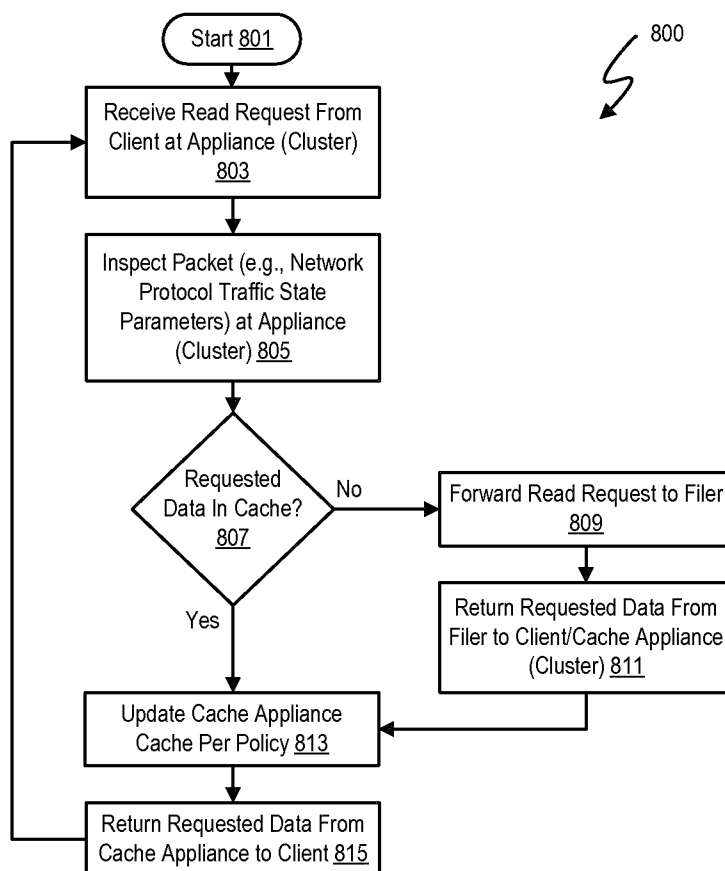 Start 801
800
Receive Read Request From
Client at Appliance (Cluster)
803
Inspect Packet (e.g., Network
Protocol Traffic State
Parameters) at Appliance
(Cluster) 805
Requested
Data In Cache?
807
No
Yes
Forward Read Request to Filer
809
Return Requested Data From
Filer to Client/Cache Appliance
(Cluster) 811
Update Cache Appliance
Cache Per Policy 813
Return Requested Data From
Cache Appliance to Client 815